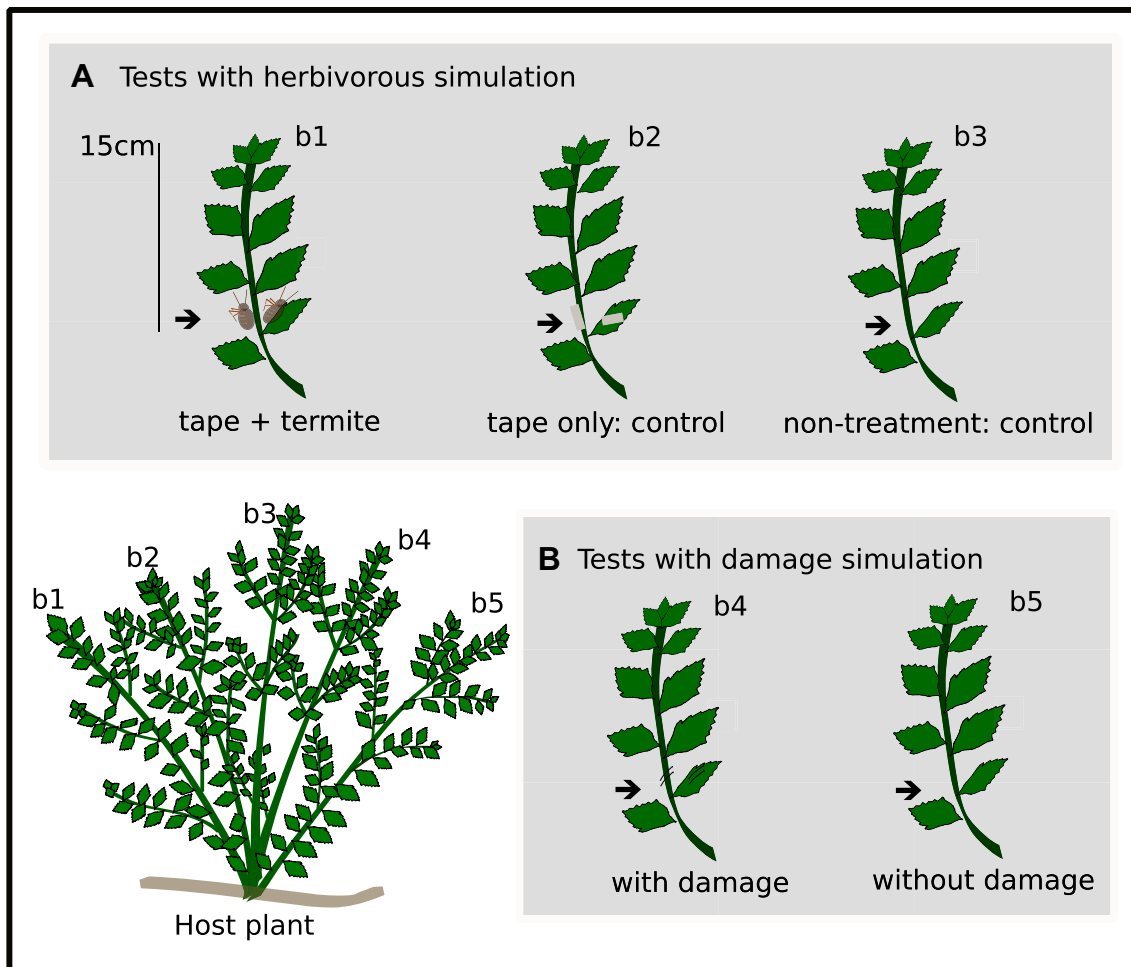 A Tests with herbivorous simulation
15cm
b1
b2
b3
tape + termite
tape only: control
non-treatment: control
b1
b2
b3
b4
b5
Host plant
B Tests with damage simulation
b4
b5
with damage
without damage